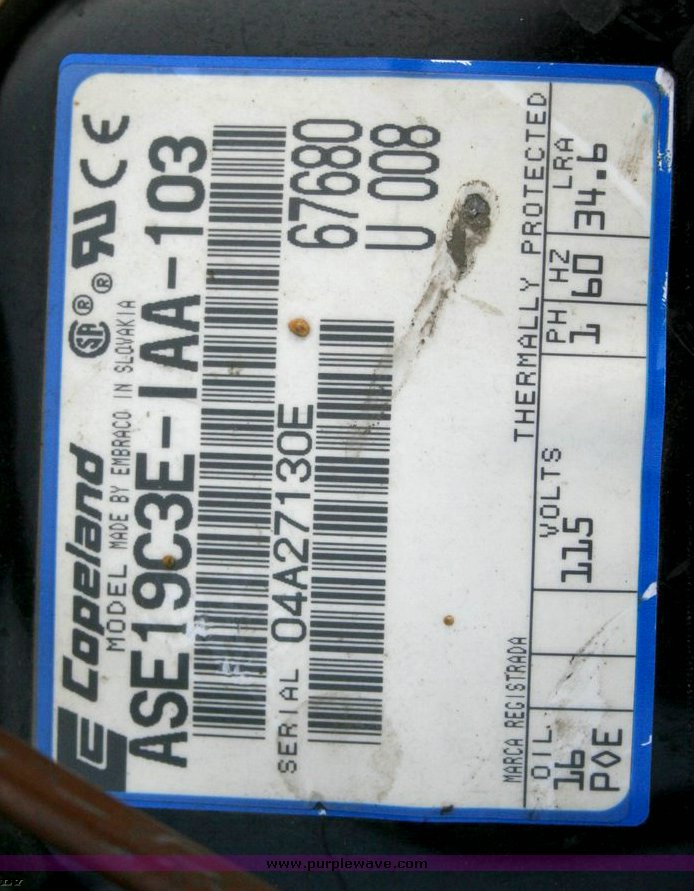 Copeland
MODEL MADE BY EMBRACO IN SLOVAKIA
ASE19C3E-IAA-103
67680
SERIAL 04A27130E
U 008
THERMALLY PROTECTED
MARCA REGISTRADA
OIL VOLTS PH HZ LRA
16 115 1 60 34.6
POE
www.purplewave.com